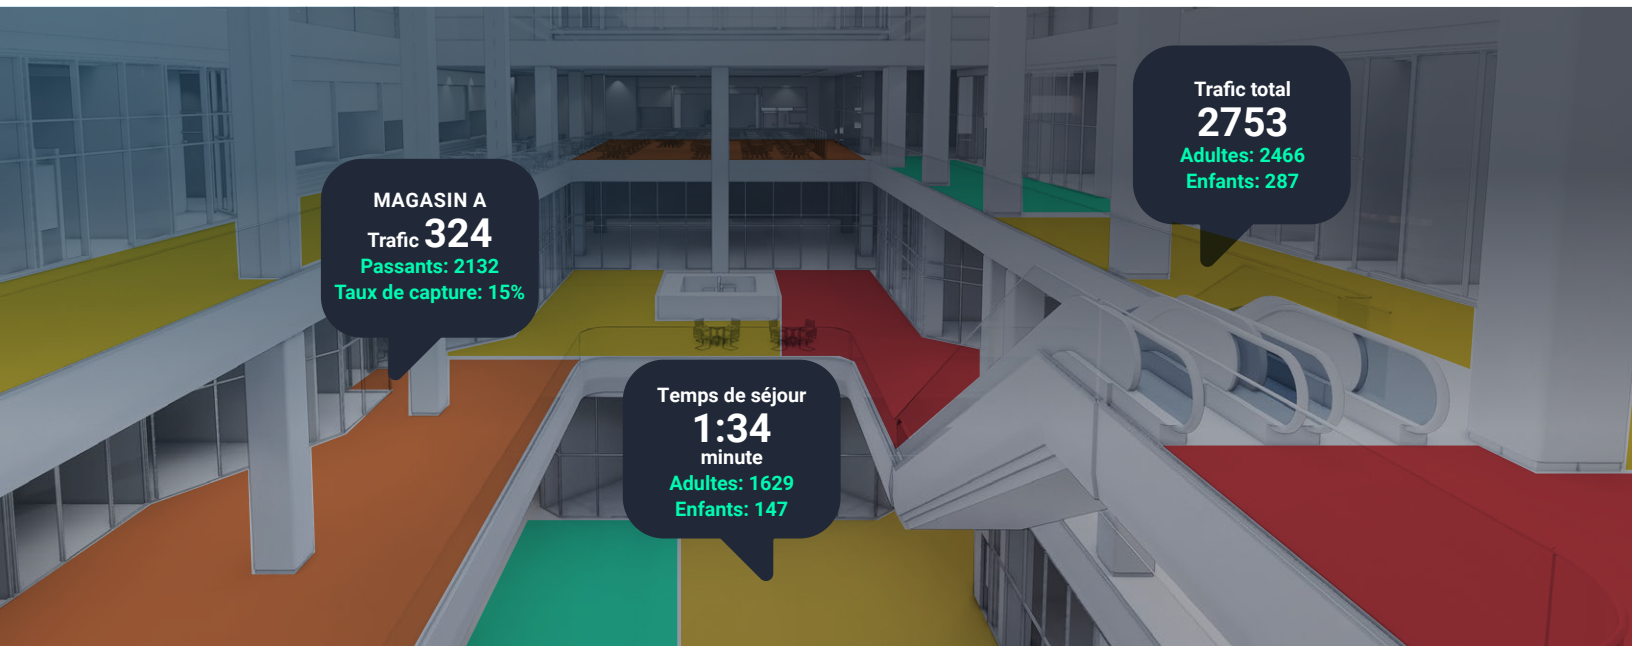 MAGASIN A
Trafic 324
Passants: 2132
Taux de capture: 15%
Temps de séjour
1:34
minute
Adultes: 1629
Enfants: 147
Trafic total
2753
Adultes: 2466
Enfants: 287